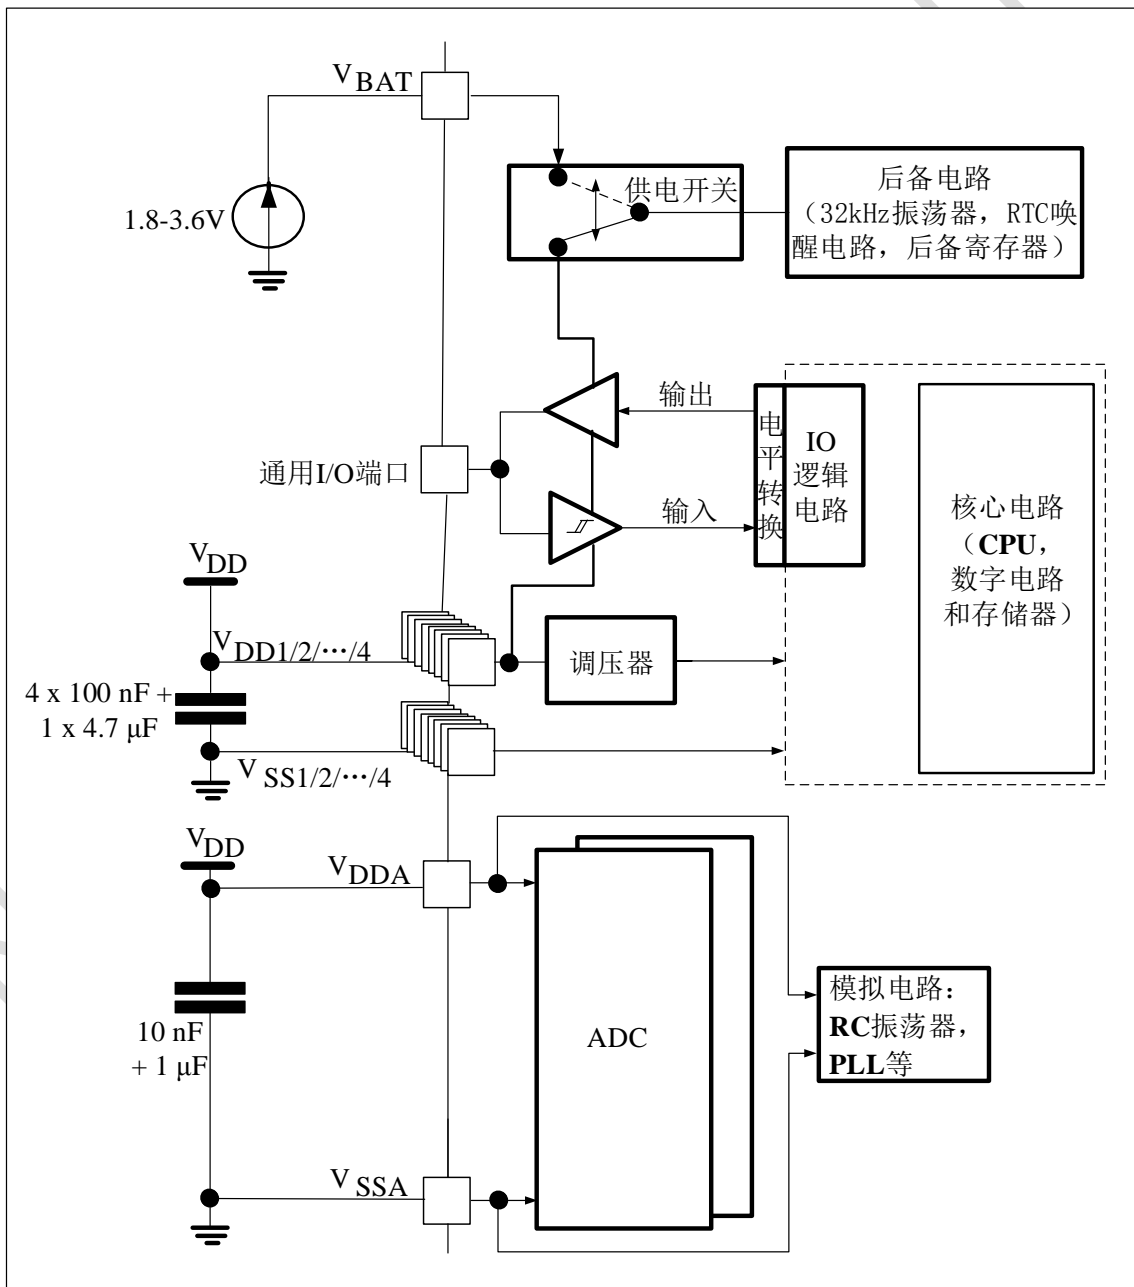 VBAT
1.8-3.6V
供电开关
后备电路
（32kHz振荡器，RTC唤
醒电路，后备寄存器）
输出
通用I/O端口
电平转换
IO
逻辑
电路
输入
核心电路
（CPU，
数字电路
和存储器）
VDD
VDD1/2/…/4
调压器
4 x 100 nF +
1 x 4.7 μF
VSS1/2/…/4
VDD
VDDA
10 nF
+ 1 μF
ADC
模拟电路：
RC振荡器，
PLL等
VSSA